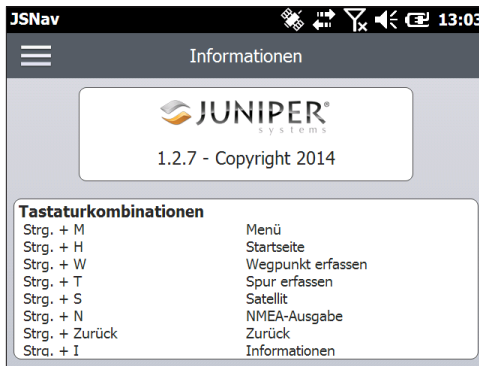 JSNav 13:03
Informationen
JUNIPER®
systems
1.2.7 - Copyright 2014
Tastaturkombinationen
Strg. + M Menü
Strg. + H Startseite
Strg. + W Wegpunkt erfassen
Strg. + T Spur erfassen
Strg. + S Satellit
Strg. + N NMEA-Ausgabe
Strg. + Zurück Zurück
Strg. + I Informationen